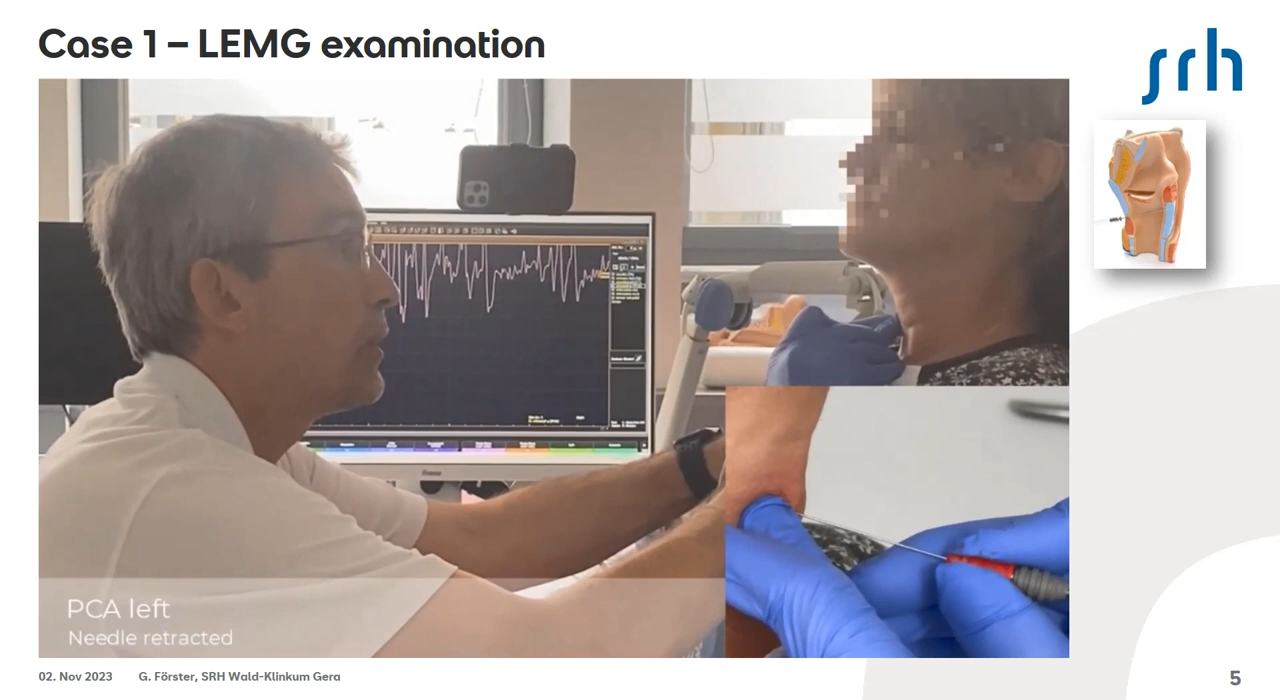 Case 1 – LEMG examination
srh
PCA left
Needle retracted
02. Nov 2023 G. Förster, SRH Wald-Klinikum Gera
5